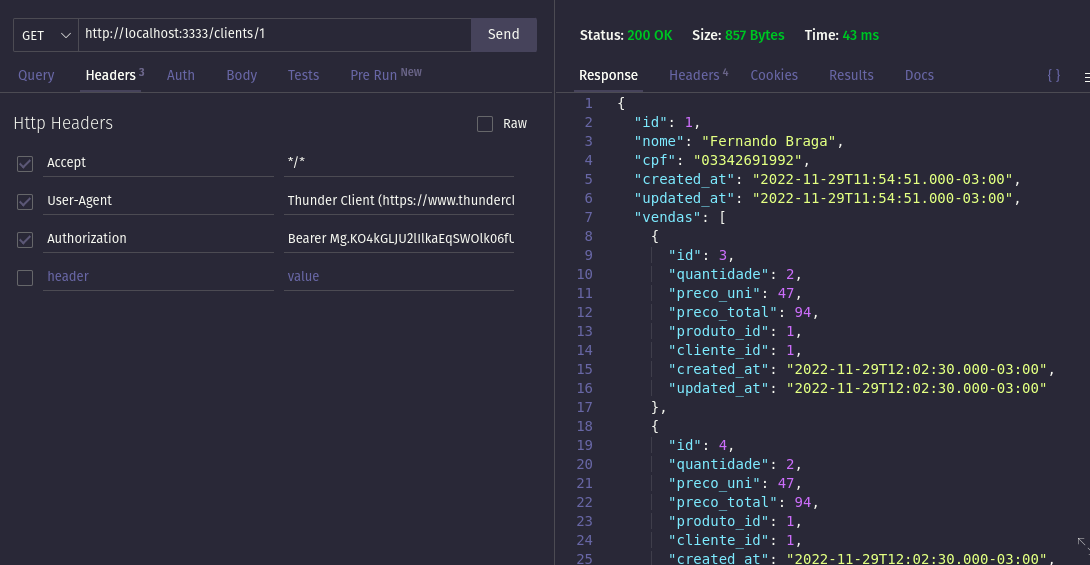 GET
http://localhost:3333/clients/1
Send
Query
Headers 3
Auth
Body
Tests
Pre Run New
Http Headers
Raw
Accept
*/*
User-Agent
Thunder Client (https://www.thundercl
Authorization
Bearer Mg.KO4kGLJU2lIlkaEqSWOlk06fU
header
value
Status: 200 OK
Size: 857 Bytes
Time: 43 ms
Response
Headers 4
Cookies
Results
Docs
{ }
1 {
2 "id": 1,
3 "nome": "Fernando Braga",
4 "cpf": "03342691992",
5 "created_at": "2022-11-29T11:54:51.000-03:00",
6 "updated_at": "2022-11-29T11:54:51.000-03:00",
7 "vendas": [
8 {
9 "id": 3,
10 "quantidade": 2,
11 "preco_uni": 47,
12 "preco_total": 94,
13 "produto_id": 1,
14 "cliente_id": 1,
15 "created_at": "2022-11-29T12:02:30.000-03:00",
16 "updated_at": "2022-11-29T12:02:30.000-03:00"
17 },
18 {
19 "id": 4,
20 "quantidade": 2,
21 "preco_uni": 47,
22 "preco_total": 94,
23 "produto_id": 1,
24 "cliente_id": 1,
25 "created_at": "2022-11-29T12:02:30.000-03:00",